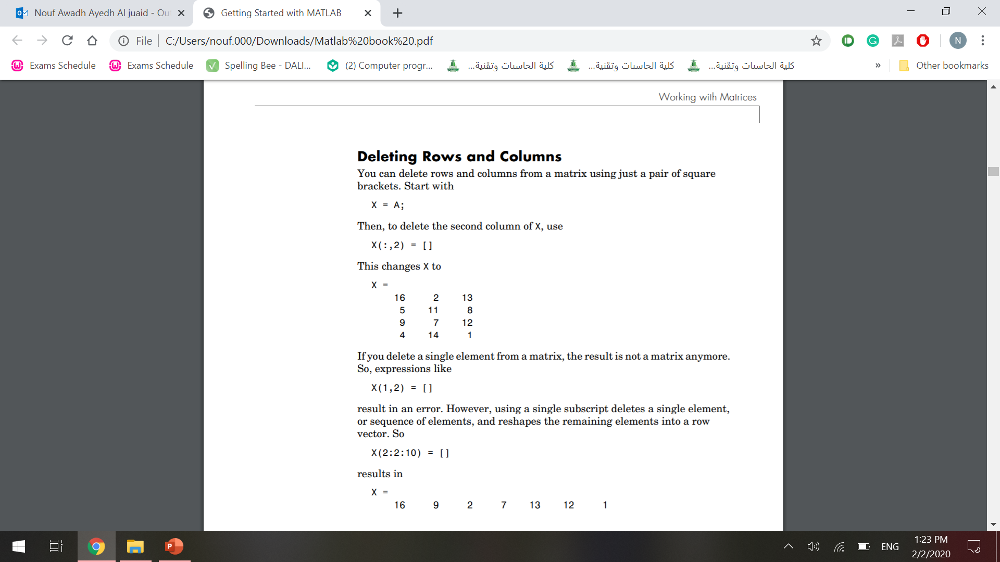 Nouf Awadh Ayedh Al juaid - Ou
Getting Started with MATLAB
File
C:/Users/nouf.000/Downloads/Matlab%20book%20.pdf
N
Exams Schedule
Exams Schedule
Spelling Bee - DALI...
(2) Computer progr...
كلية الحاسبات وتقنية...
كلية الحاسبات وتقنية...
كلية الحاسبات وتقنية...
»
Other bookmarks
Working with Matrices
Deleting Rows and Columns
You can delete rows and columns from a matrix using just a pair of square
brackets. Start with
X = A;
Then, to delete the second column of X, use
X(:,2) = []
This changes X to
X =
16 2 13
5 11 8
9 7 12
4 14 1
If you delete a single element from a matrix, the result is not a matrix anymore.
So, expressions like
X(1,2) = []
result in an error. However, using a single subscript deletes a single element,
or sequence of elements, and reshapes the remaining elements into a row
vector. So
X(2:2:10) = []
results in
X =
16 9 2 7 13 12 1
ENG
1:23 PM
2/2/2020